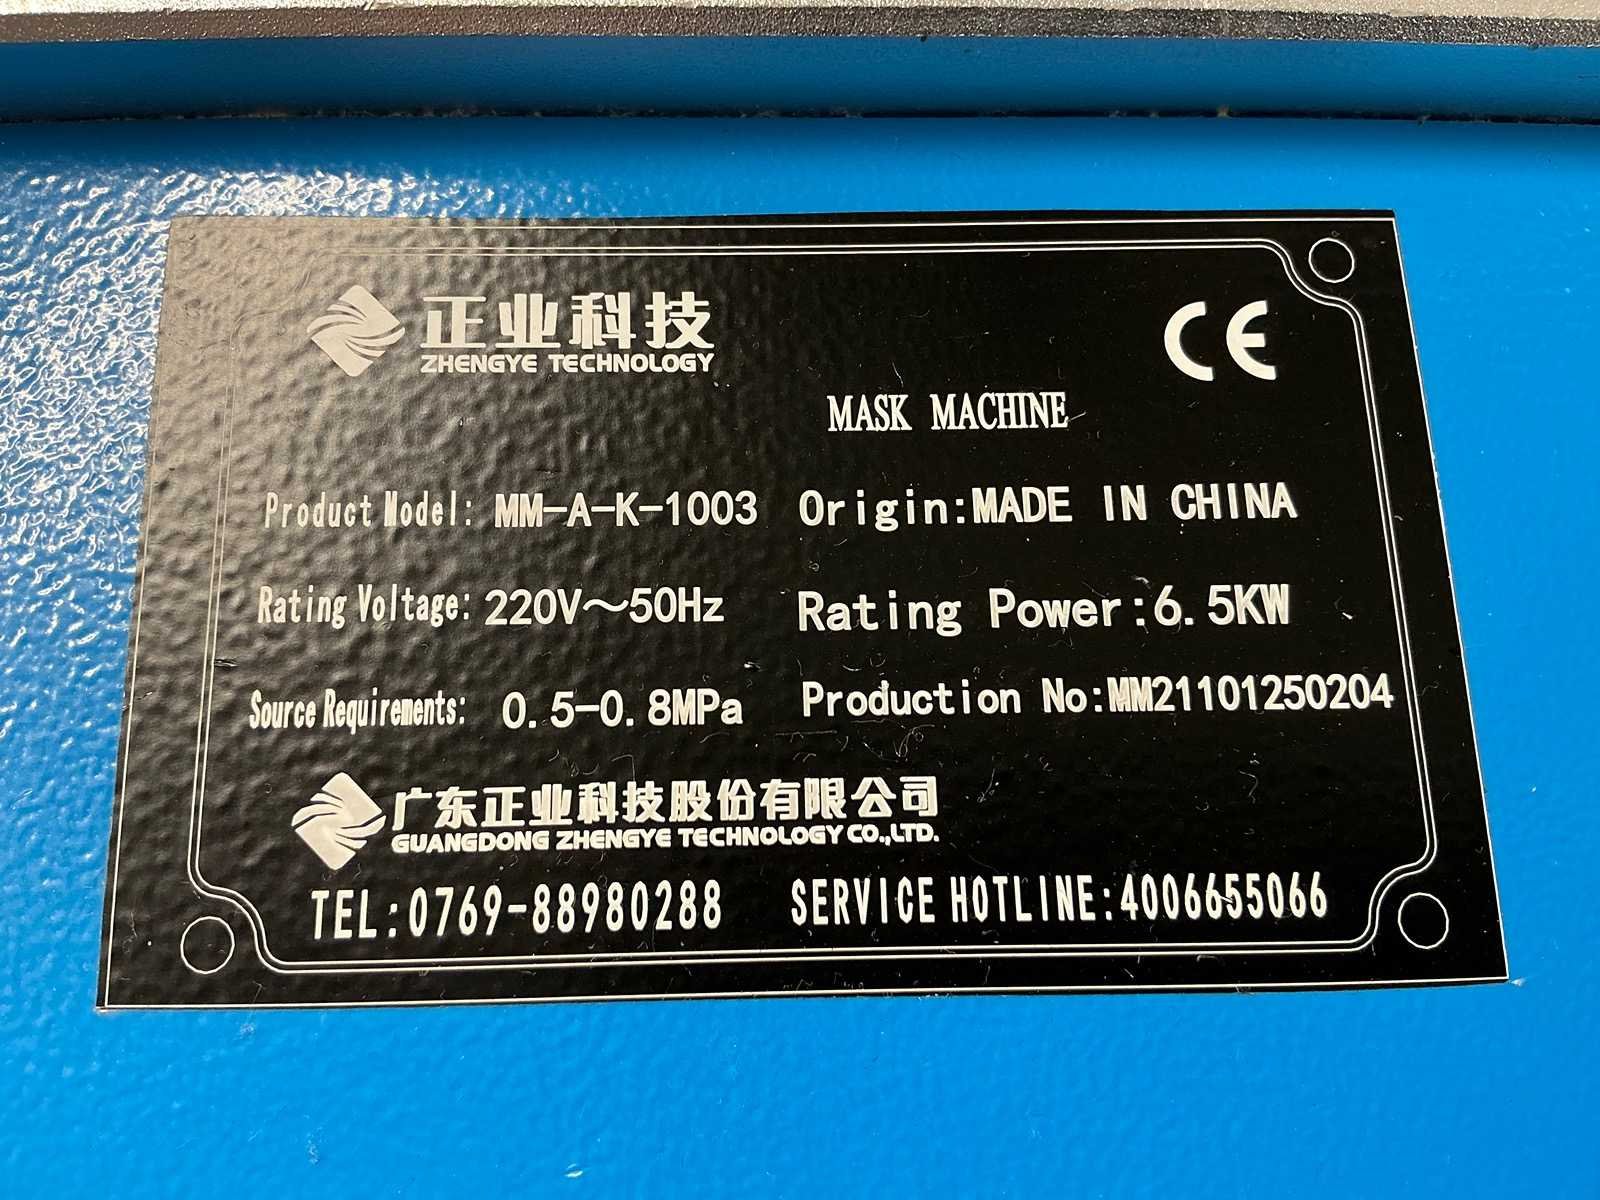 正业科技
ZHENGYE TECHNOLOGY
CE
MASK MACHINE
Product Model: MM-A-K-1003 Origin:MADE IN CHINA
Rating Voltage: 220V～50Hz Rating Power:6.5KW
Source Requirements: 0.5-0.8MPa Production No:MM21101250204
广东正业科技股份有限公司
GUANGDONG ZHENGYE TECHNOLOGY CO.,LTD.
TEL:0769-88980288 SERVICE HOTLINE:4006655066